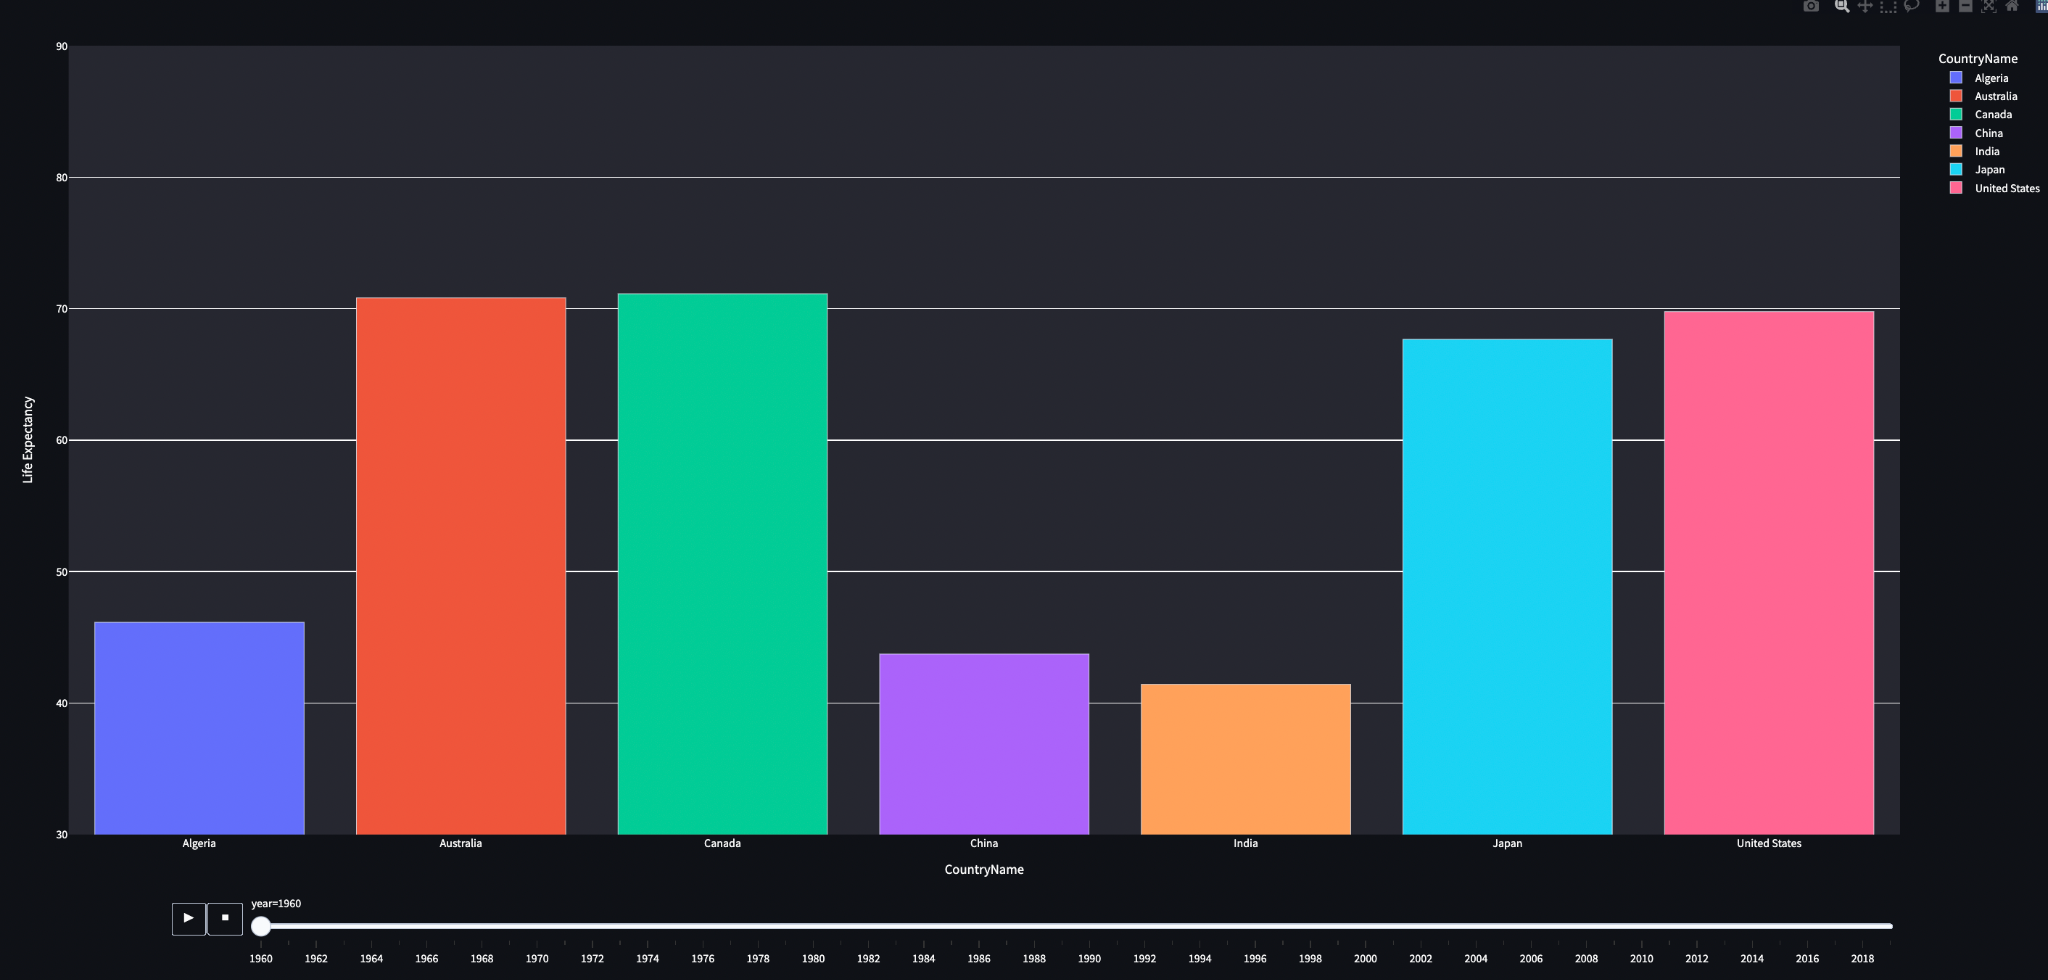 90
80
70
60
50
40
30
Life Expectancy
Algeria Australia Canada China India Japan United States
CountryName
CountryName
Algeria
Australia
Canada
China
India
Japan
United States
year=1960
1960 1962 1964 1966 1968 1970 1972 1974 1976 1978 1980 1982 1984 1986 1988 1990 1992 1994 1996 1998 2000 2002 2004 2006 2008 2010 2012 2014 2016 2018